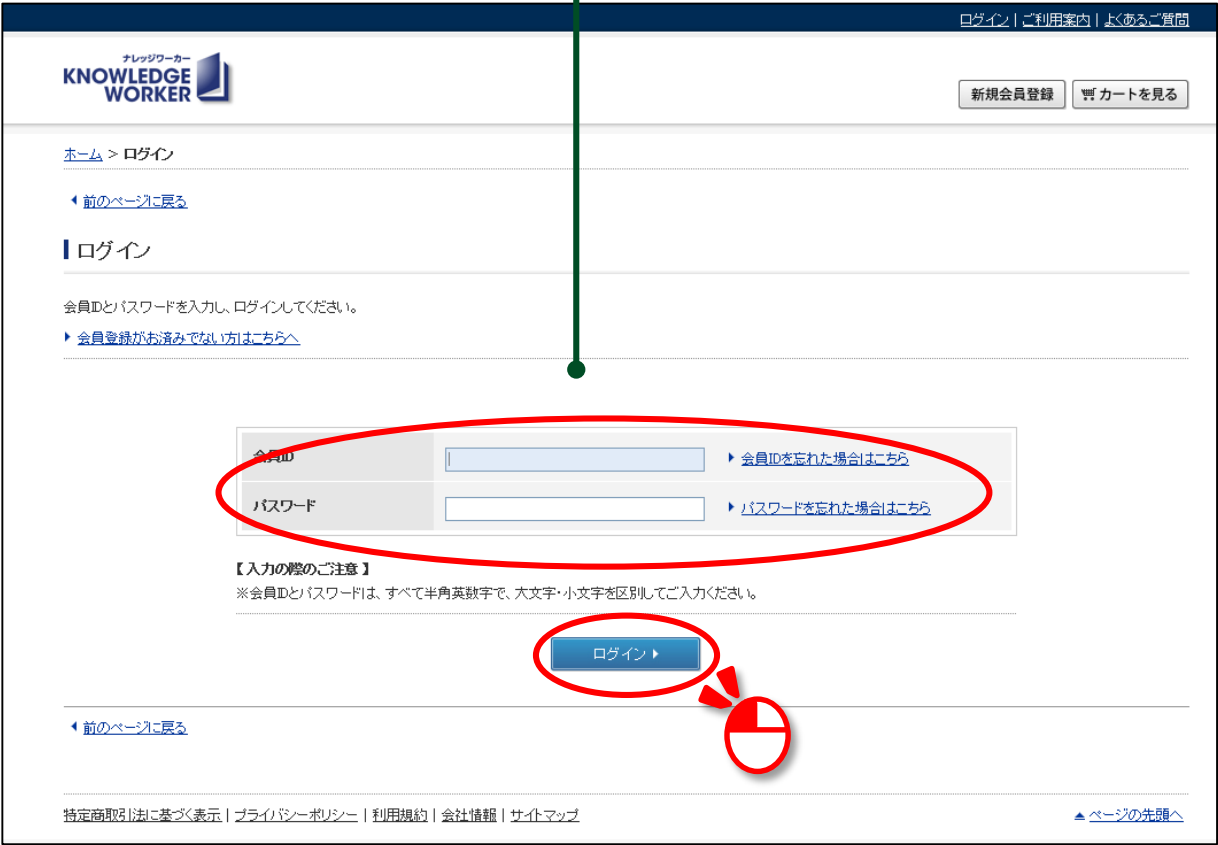 ログイン | ご利用案内 | よくあるご質問
ナレッジワーカー
KNOWLEDGE
WORKER
新規会員登録 カートを見る
ホーム > ログイン
前のページに戻る
ログイン
会員IDとパスワードを入力し、ログインしてください。
会員登録がお済みでない方はこちらへ
会員ID 会員IDを忘れた場合はこちら
パスワード パスワードを忘れた場合はこちら
【入力の際のご注意】
※会員IDとパスワードは、すべて半角英数字で、大文字・小文字を区別してご入力ください。
ログイン
前のページに戻る
特定商取引法に基づく表示 | プライバシーポリシー | 利用規約 | 会社情報 | サイトマップ
ページの先頭へ